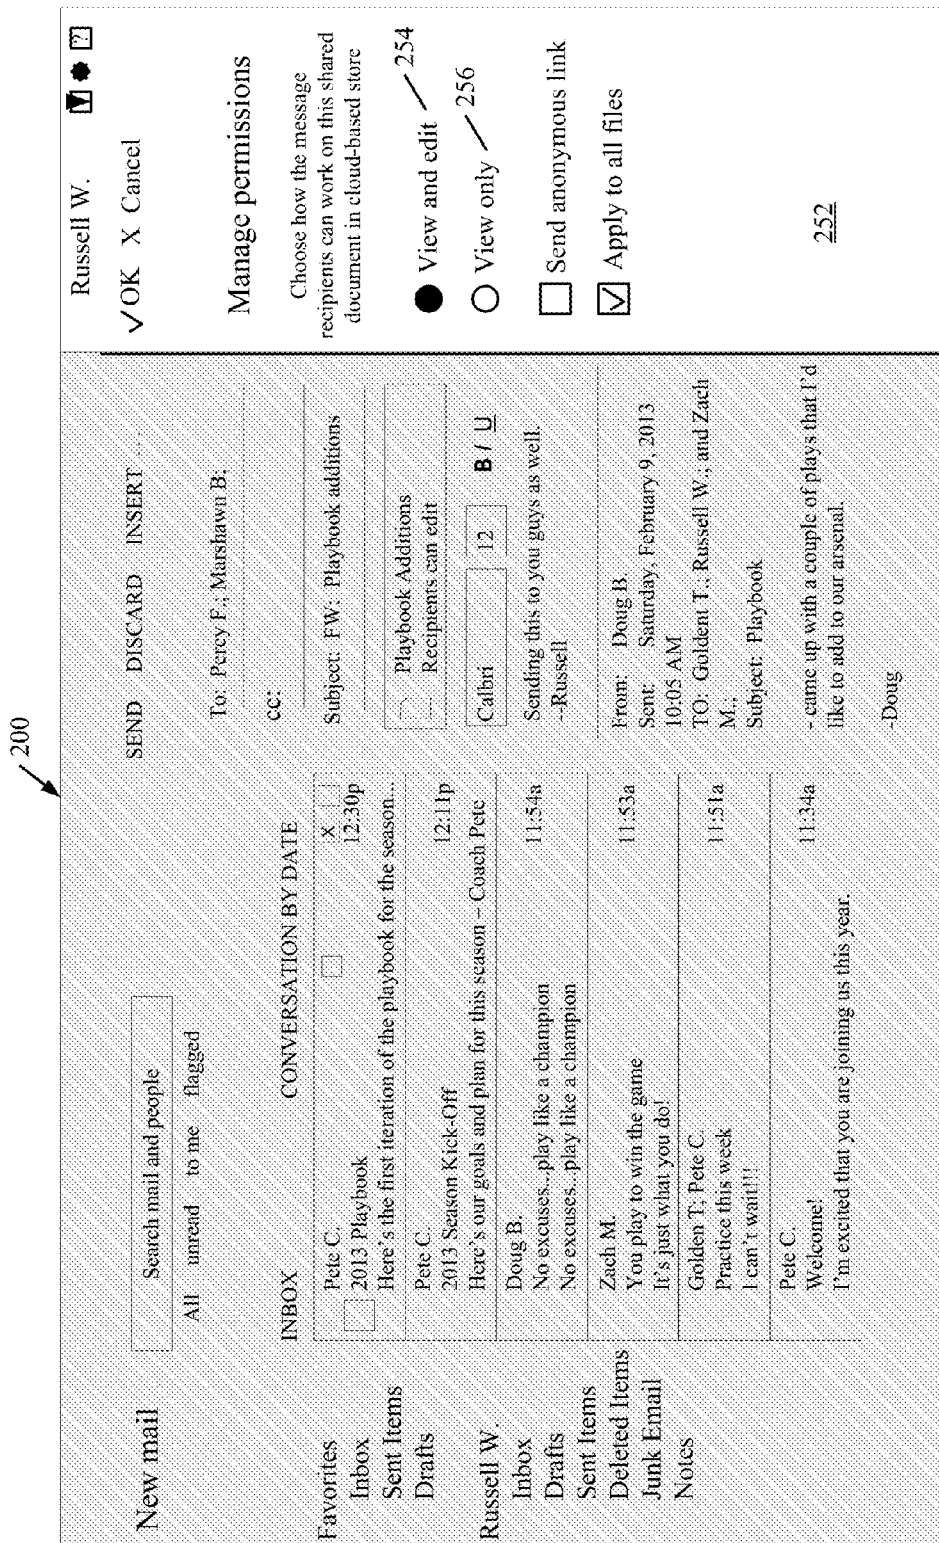 200
Russell W. ?
New mail
Search mail and people
All unread to me flagged
SEND DISCARD INSERT ....
✓ OK X Cancel
Favorites
Inbox
Sent Items
Drafts
Russell W.
Inbox
Drafts
Sent Items
Deleted Items
Junk Email
Notes
INBOX CONVERSATION BY DATE
Pete C. X
2013 Playbook 12:30p
Here's the first iteration of the playbook for the season...
Pete C.
2013 Season Kick-Off 12:11p
Here's our goals and plan for this season – Coach Pete
Doug B.
No excuses...play like a champion 11:54a
No excuses...play like a champion
Zach M.
You play to win the game 11:53a
It's just what you do!
Golden T; Pete C.
Practice this week 11:51a
I can't wait!!!
Pete C.
Welcome! 11:34a
I'm excited that you are joining us this year.
To: Percy F.; Marshawn B;
cc:
Subject: FW: Playbook additions
Playbook Additions
Recipients can edit
Calbri 12 B I U
Sending this to you guys as well.
--Russell
From: Doug B.
Sent: Saturday, February 9, 2013
10:05 AM
TO: Goldent T.; Russell W.; and Zach
M.,
Subject: Playbook
- came up with a couple of plays that I'd
like to add to our arsenal.
-Doug
Manage permissions
Choose how the message
recipients can work on this shared
document in cloud-based store
View and edit 254
View only 256
Send anonymous link
Apply to all files
252